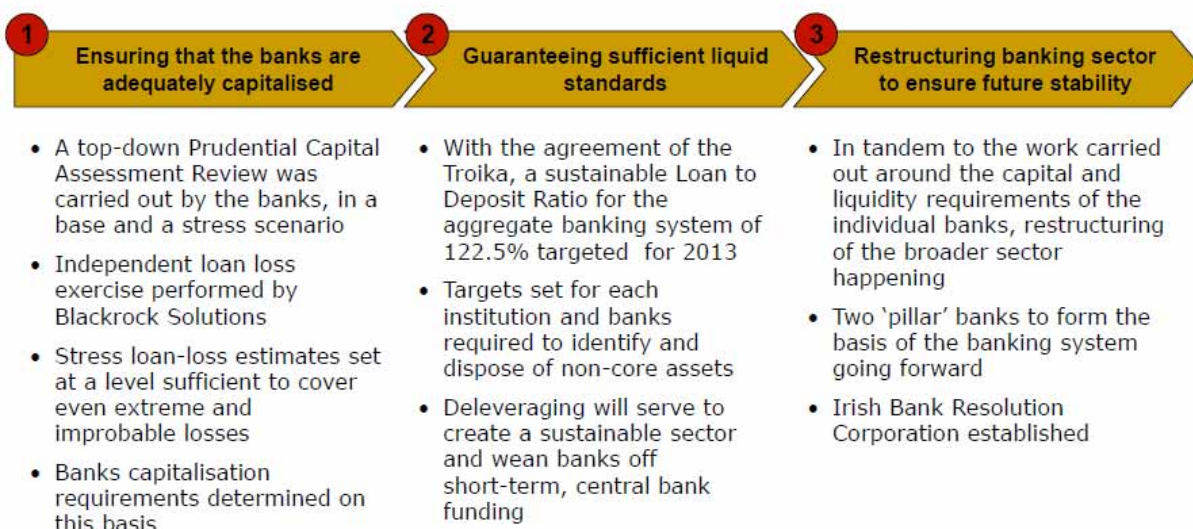 1
Ensuring that the banks are
adequately capitalised
• A top-down Prudential Capital
Assessment Review was
carried out by the banks, in a
base and a stress scenario
• Independent loan loss
exercise performed by
Blackrock Solutions
• Stress loan-loss estimates set
at a level sufficient to cover
even extreme and
improbable losses
• Banks capitalisation
requirements determined on
this basis
2
Guaranteeing sufficient liquid
standards
• With the agreement of the
Troika, a sustainable Loan to
Deposit Ratio for the
aggregate banking system of
122.5% targeted for 2013
• Targets set for each
institution and banks
required to identify and
dispose of non-core assets
• Deleveraging will serve to
create a sustainable sector
and wean banks off
short-term, central bank
funding
3
Restructuring banking sector
to ensure future stability
• In tandem to the work carried
out around the capital and
liquidity requirements of the
individual banks, restructuring
of the broader sector
happening
• Two ‘pillar’ banks to form the
basis of the banking system
going forward
• Irish Bank Resolution
Corporation established